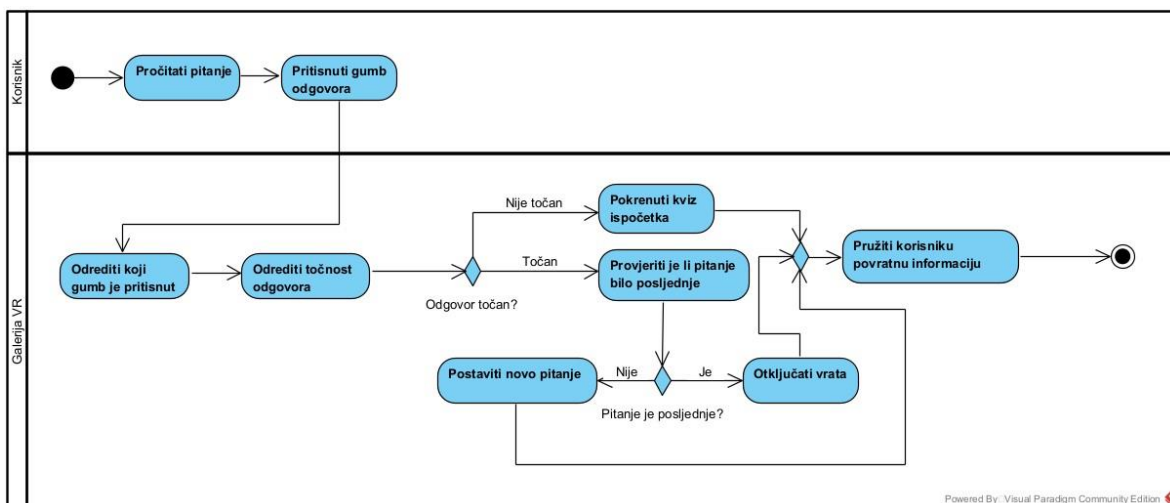 Korisnik
Pročitati pitanje
Pritisnuti gumb
odgovora
Galerija VR
Odrediti koji
gumb je pritisnut
Odrediti točnost
odgovora
Odgovor točan?
Nije točan
Točan
Pokrenuti kviz
ispočetka
Provjeriti je li pitanje
bilo posljednje
Pružiti korisniku
povratnu informaciju
Postaviti novo pitanje
Nije
Je
Pitanje je posljednje?
Otključati vrata
Powered By Visual Paradigm Community Edition